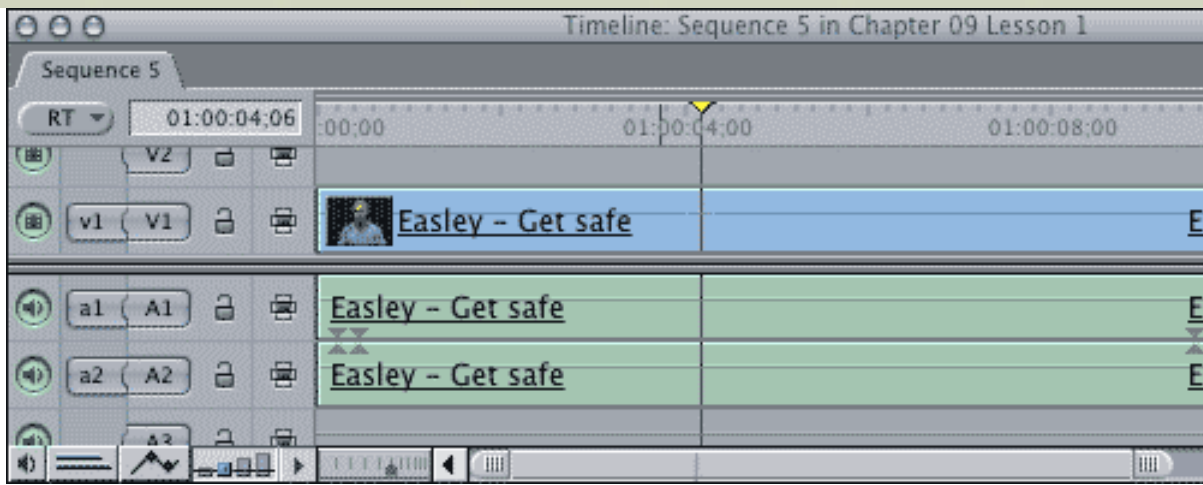 Timeline: Sequence 5 in Chapter 09 Lesson 1
Sequence 5
RT 01:00:04;06 :00;00 01:00:04;00 01:00:08;00
V2
v1 V1 Easley - Get safe E
a1 A1 Easley - Get safe E
a2 A2 Easley - Get safe E
A3